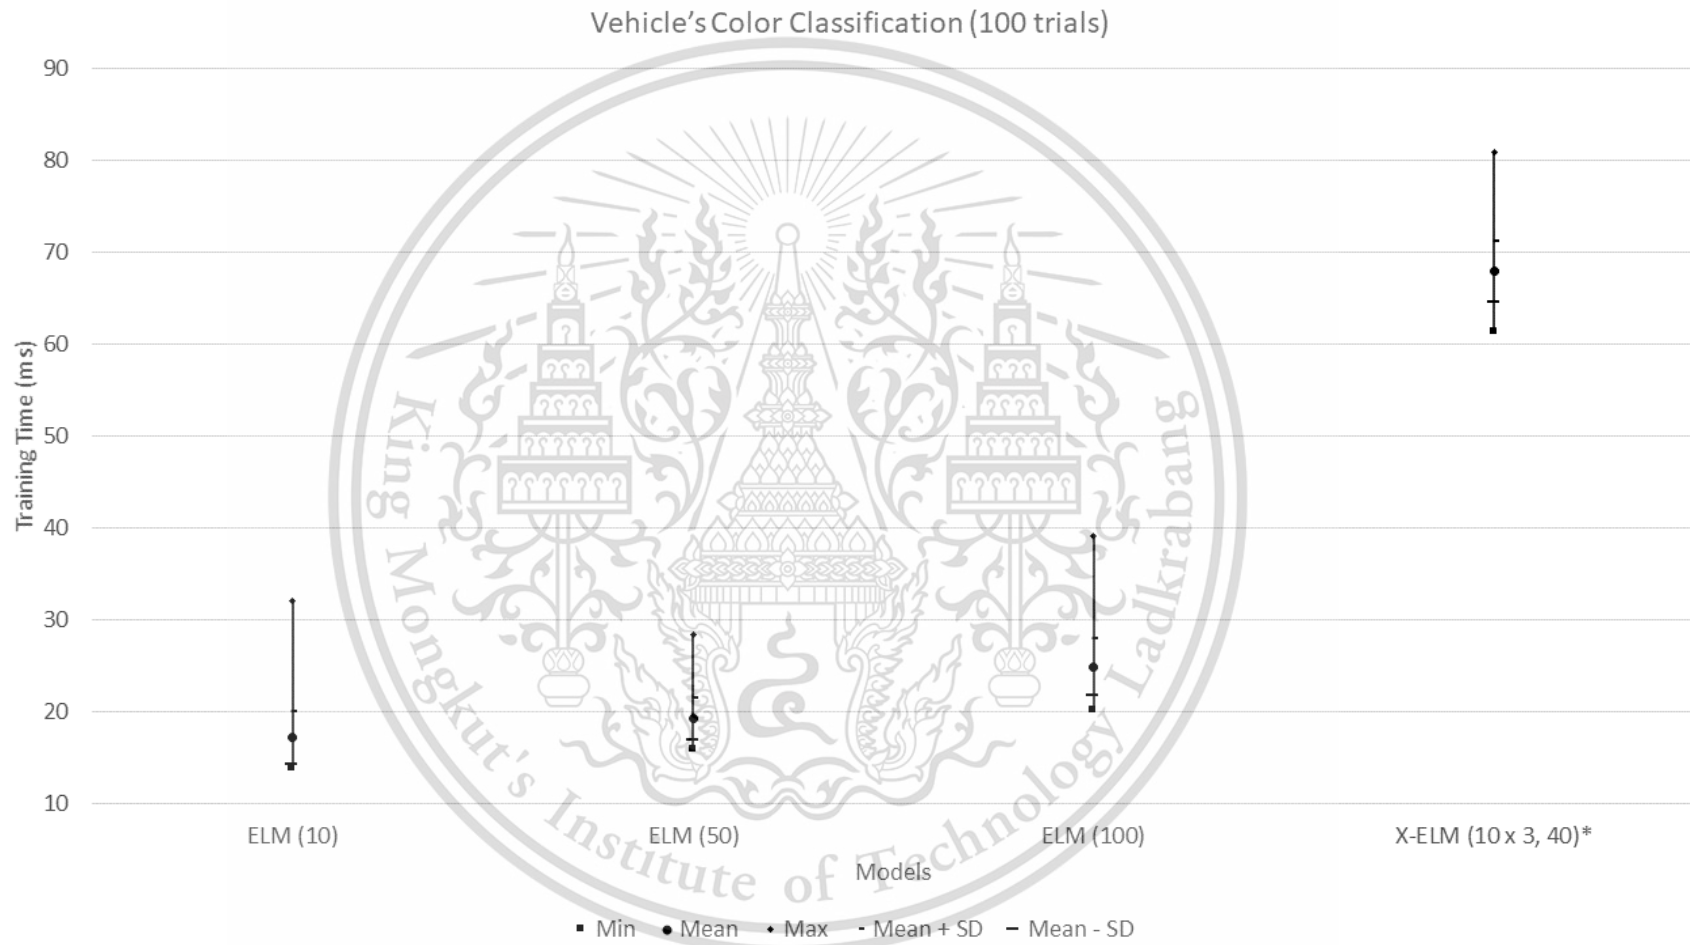 Vehicle's Color Classification (100 trials)
90
80
70
60
50
40
30
20
10
Training Time (ms)
ELM (10)
ELM (50)
ELM (100)
X-ELM (10 x 3, 40)*
Models
Min
Mean
Max
Mean + SD
Mean - SD
King Mongkut's Institute of Technology Ladkrabang